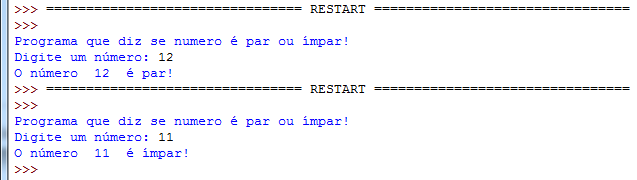 >>> ================================ RESTART ================================
>>>
Programa que diz se numero é par ou ímpar!
Digite um número: 12
O número  12  é par!
>>> ================================ RESTART ================================
>>>
Programa que diz se numero é par ou ímpar!
Digite um número: 11
O número  11  é ímpar!
>>>